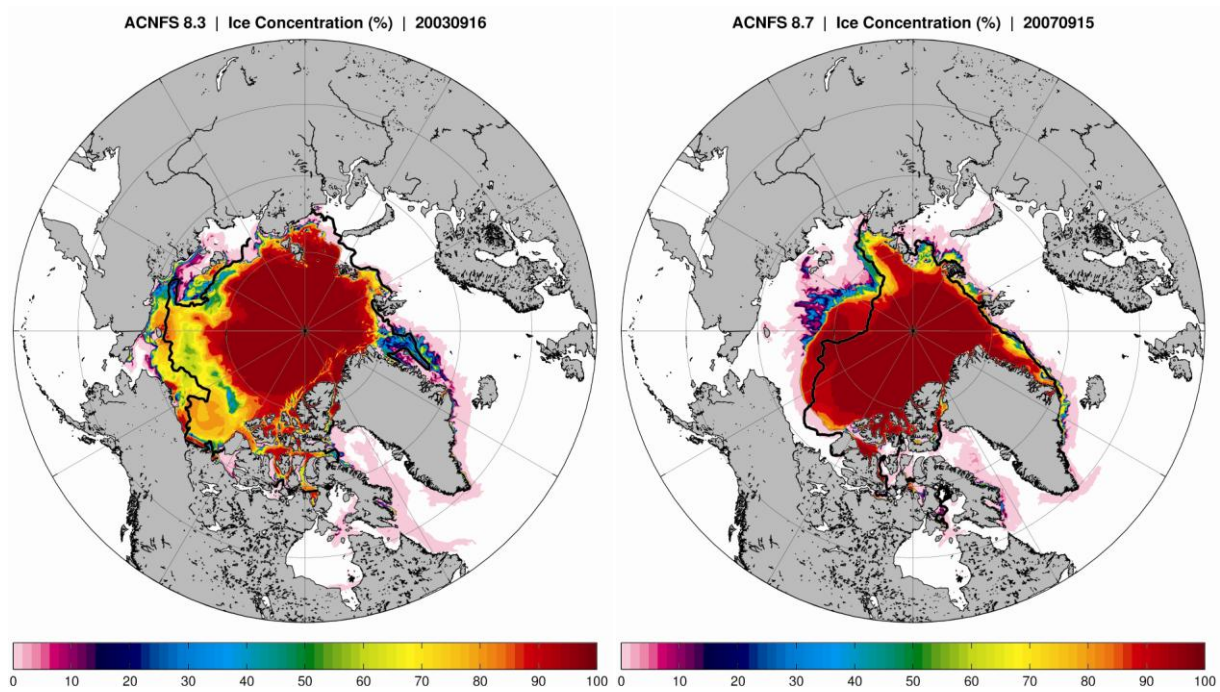 ACNFS 8.3 | Ice Concentration (%) | 20030916
0 10 20 30 40 50 60 70 80 90 100
ACNFS 8.7 | Ice Concentration (%) | 20070915
0 10 20 30 40 50 60 70 80 90 100